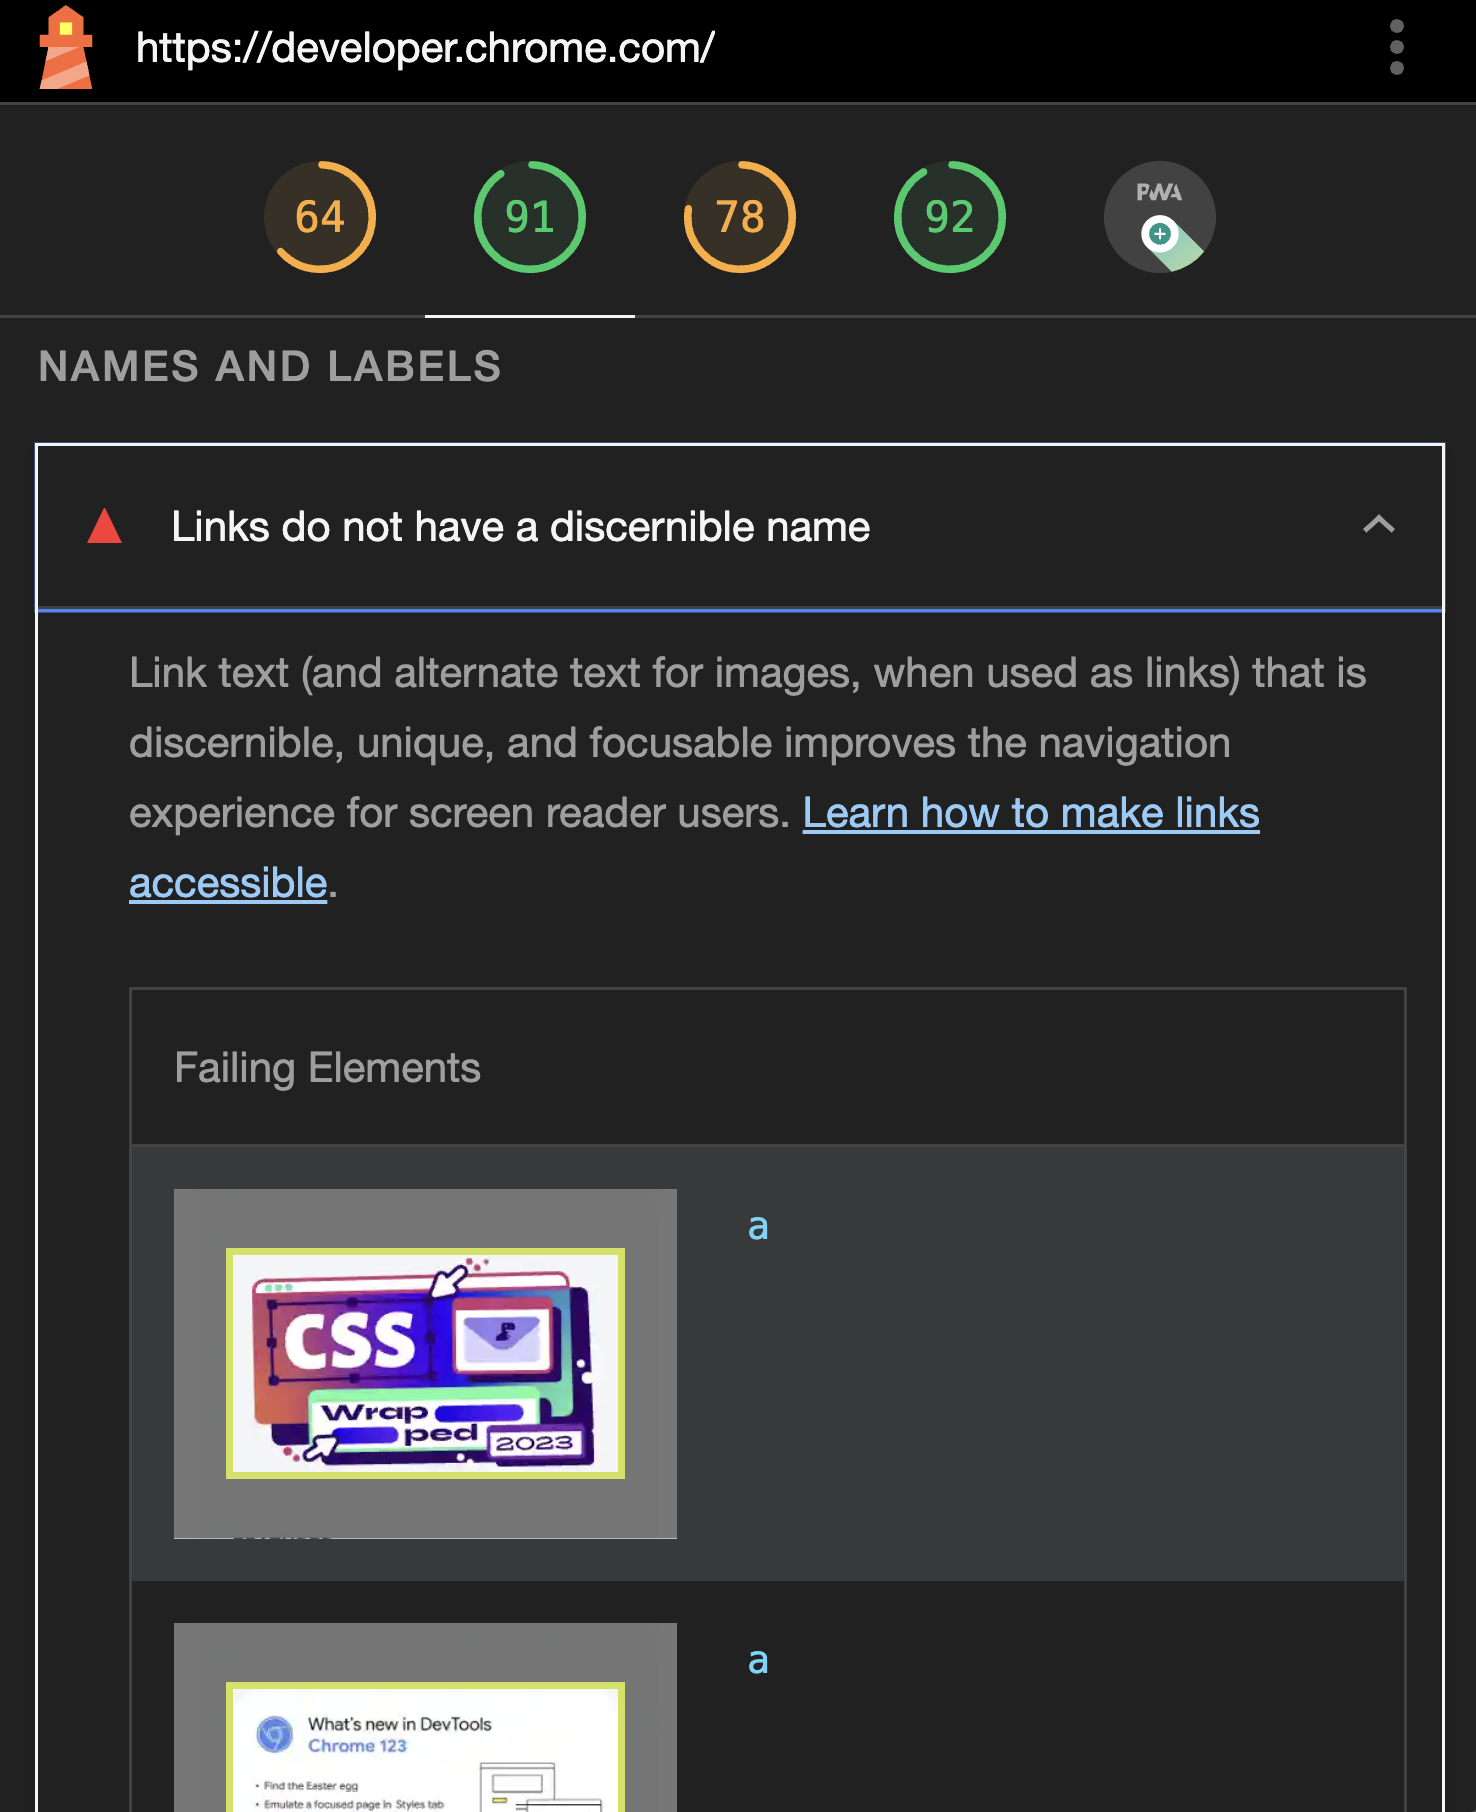 https://developer.chrome.com/
64
91
78
92
PWA
NAMES AND LABELS
Links do not have a discernible name
Link text (and alternate text for images, when used as links) that is
discernible, unique, and focusable improves the navigation
experience for screen reader users. Learn how to make links
accessible.
Failing Elements
a
CSS
Wrap
ped
2023
a
What's new in DevTools
Chrome 123
• Find the Easter egg
• Emulate a focused page in Styles tab